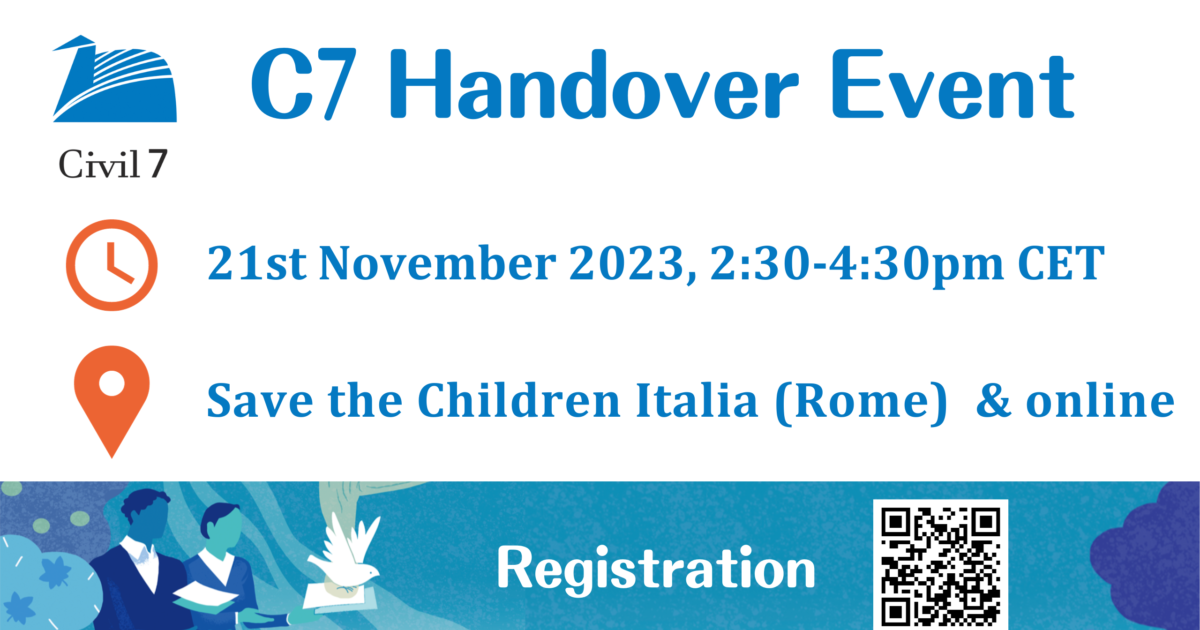 C7 Handover Event
Civil 7
21st November 2023, 2:30-4:30pm CET
Save the Children Italia (Rome) & online
Registration